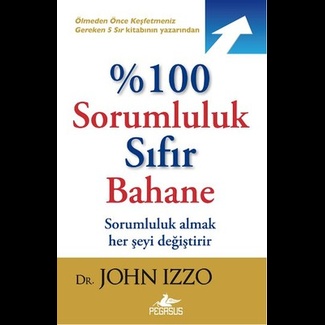 Ölmeden Önce Keşfetmeniz
Gereken 5 Sır kitabının yazarından
%100
Sorumluluk
Sıfır
Bahane
Sorumluluk almak
her şeyi değiştirir
DR. JOHN IZZO
PEGASUS